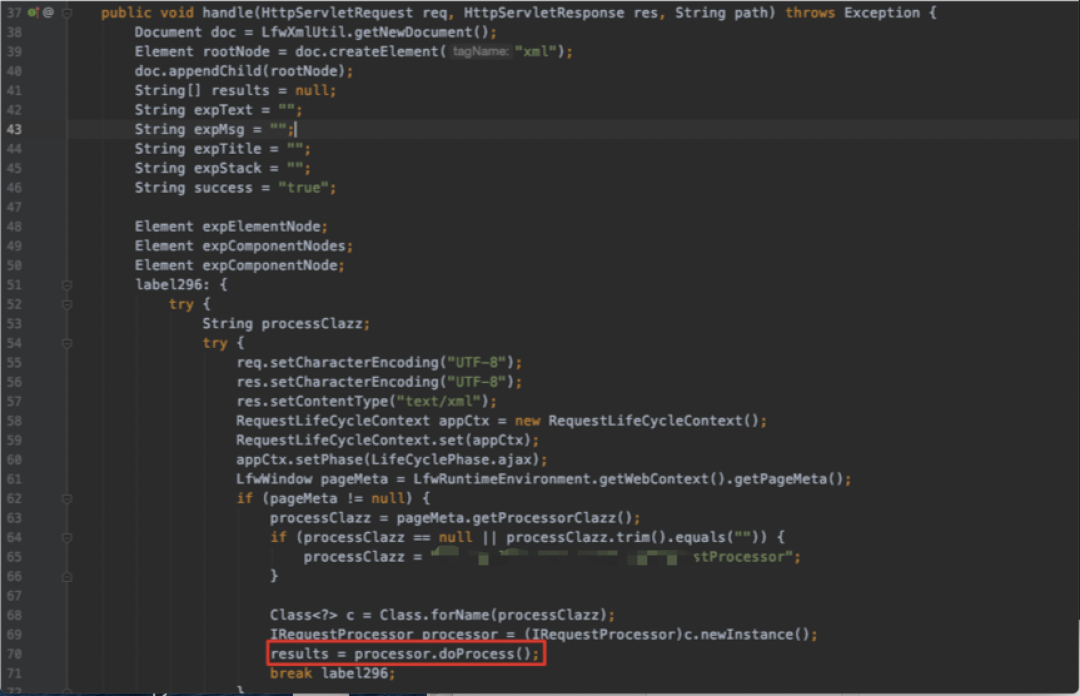 37 @ public void handle(HttpServletRequest req, HttpServletResponse res, String path) throws Exception {
38 Document doc = LfwXmlUtil.getNewDocument();
39 Element rootNode = doc.createElement( tagName: "xml");
40 doc.appendChild(rootNode);
41 String[] results = null;
42 String expText = "";
43 String expMsg = "";
44 String expTitle = "";
45 String expStack = "";
46 String success = "true";
47
48 Element expElementNode;
49 Element expComponentNodes;
50 Element expComponentNode;
51 label296: {
52 try {
53 String processClazz;
54 try {
55 req.setCharacterEncoding("UTF-8");
56 res.setCharacterEncoding("UTF-8");
57 res.setContentType("text/xml");
58 RequestLifeCycleContext appCtx = new RequestLifeCycleContext();
59 RequestLifeCycleContext.set(appCtx);
60 appCtx.setPhase(LifeCyclePhase.ajax);
61 LfwWindow pageMeta = LfwRuntimeEnvironment.getWebContext().getPageMeta();
62 if (pageMeta != null) {
63 processClazz = pageMeta.getProcessorClazz();
64 if (processClazz == null || processClazz.trim().equals("")) {
65 processClazz = stProcessor";
66 }
67
68 Class<?> c = Class.forName(processClazz);
69 IRequestProcessor processor = (IRequestProcessor)c.newInstance();
70 results = processor.doProcess();
71 break label296;
72 }